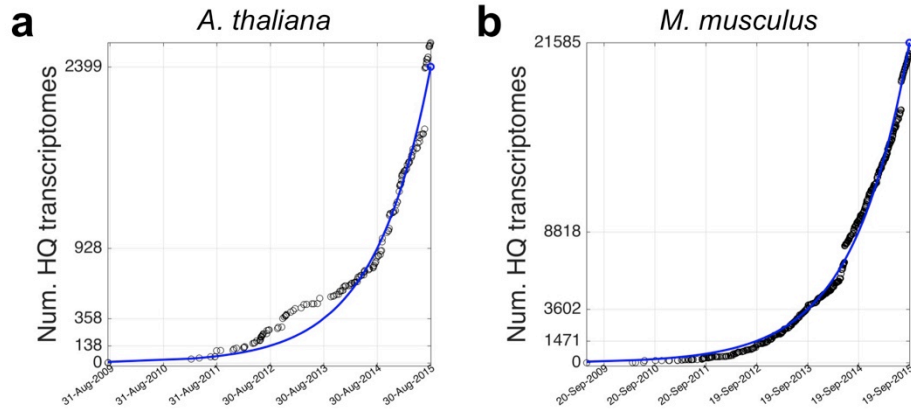 a
A. thaliana
Num. HQ transcriptomes
2399
928
358
138
0
31-Aug-2009
31-Aug-2010
31-Aug-2011
30-Aug-2012
30-Aug-2013
30-Aug-2014
30-Aug-2015
b
M. musculus
Num. HQ transcriptomes
21585
8818
3602
1471
0
20-Sep-2009
20-Sep-2010
20-Sep-2011
19-Sep-2012
19-Sep-2013
19-Sep-2014
19-Sep-2015